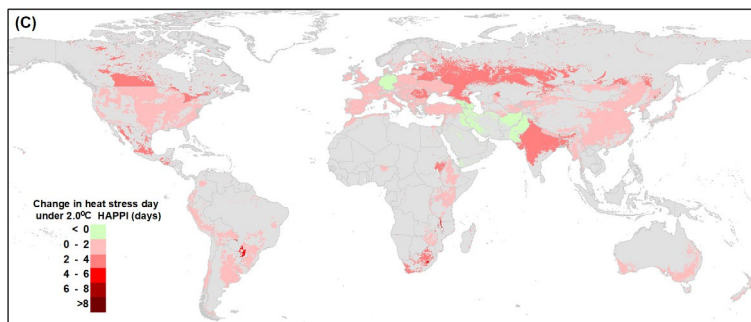 (C)
Change in heat stress day
under 2.0ºC HAPPI (days)
< 0
0 - 2
2 - 4
4 - 6
6 - 8
>8